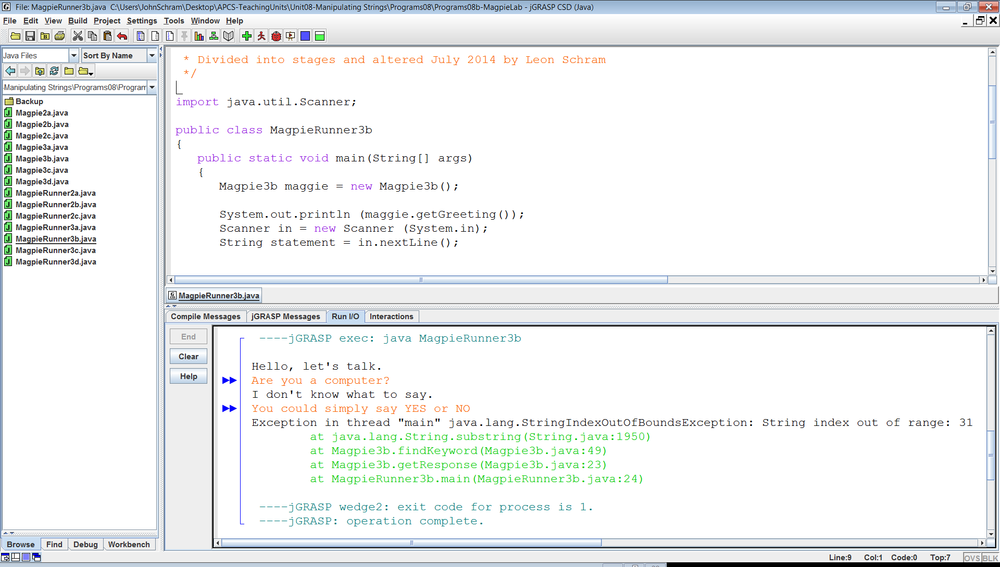 File: MagpieRunner3b.java  C:\Users\JohnSchram\Desktop\APCS-TeachingUnits\Unit08-Manipulating Strings\Programs08\Programs08b-MagpieLab - jGRASP CSD (Java)
File Edit View Build Project Settings Tools Window Help
Java Files
Sort By Name
-Manipulating Strings\Programs08\Program
Backup
Magpie2a.java
Magpie2b.java
Magpie2c.java
Magpie3a.java
Magpie3b.java
Magpie3c.java
Magpie3d.java
MagpieRunner2a.java
MagpieRunner2b.java
MagpieRunner2c.java
MagpieRunner3a.java
MagpieRunner3b.java
MagpieRunner3c.java
MagpieRunner3d.java
Browse Find Debug Workbench
* Divided into stages and altered July 2014 by Leon Schram
*/
import java.util.Scanner;
public class MagpieRunner3b
{
public static void main(String[] args)
{
Magpie3b maggie = new Magpie3b();
System.out.println (maggie.getGreeting());
Scanner in = new Scanner (System.in);
String statement = in.nextLine();
MagpieRunner3b.java
Compile Messages jGRASP Messages Run I/O Interactions
End
Clear
Help
----jGRASP exec: java MagpieRunner3b
Hello, let's talk.
Are you a computer?
I don't know what to say.
You could simply say YES or NO
Exception in thread "main" java.lang.StringIndexOutOfBoundsException: String index out of range: 31
at java.lang.String.substring(String.java:1950)
at Magpie3b.findKeyword(Magpie3b.java:49)
at Magpie3b.getResponse(Magpie3b.java:23)
at MagpieRunner3b.main(MagpieRunner3b.java:24)
----jGRASP wedge2: exit code for process is 1.
----jGRASP: operation complete.
Line:9 Col:1 Code:0 Top:7 OVS BLK